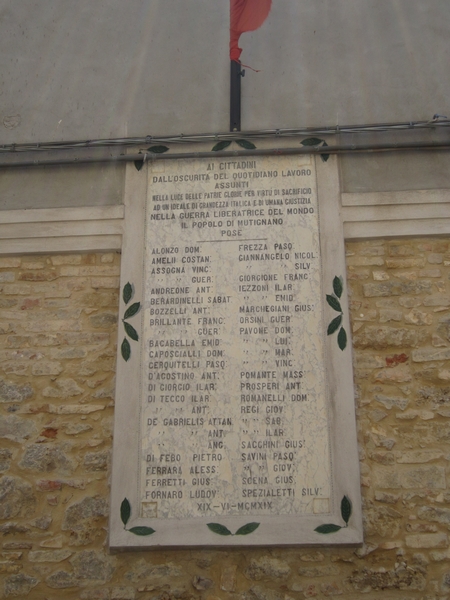 AI CITTADINI
DALL'OSCURITÀ DEL QUOTIDIANO LAVORO
ASSUNTI
NELLA LUCE DELLE PATRIE GLORIE PER VIRTÙ DI SACRIFICIO
AD UN IDEALE DI GRANDEZZA ITALICA E DI UMANA GIUSTIZIA
NELLA GUERRA LIBERATRICE DEL MONDO
IL POPOLO DI MUTIGNANO
POSE
ALONZO DOM.
AMELII COSTAN.
ASSOGNA VINC.
" " GUER.
ANDREONE ANT.
BERARDINELLI SABAT.
BOZZELLI ANT.
BRILLANTE FRANC.
" " GUER.
BACABELLA EMID.
CAPOSCIALLI DOM.
CERQUITELLI PASQ.
D'AGOSTINO ANT.
DI GIORGIO ILAR.
DI TECCO ILAR.
" " ANT.
DE GABRIELIS ATTAN.
" " ANT.
" " ANG.
DI FEBO PIETRO
FERRARA ALESS.
FERRETTI GIUS.
FORNARO LUDOV.
FREZZA PASQ.
GIANNANGELO NICOL.
" " SILV.
GIORGIONE FRANC.
IEZZONI ILAR.
" " EMID.
MARCHEGIANI GIUS.
ORSINI GUER.
PAVONE DOM.
" " LUI.
" " MAR.
" " VINC.
POMANTE MASS.
PROSPERI ANT.
ROMANELLI DOM.
REGI GIOV.
" " SAB.
" " ILAR.
SACCHINI GIUS.
SAVINI PASQ.
" " GIOV.
SCENA GIUS.
SPEZIALETTI SILV.
XIX-VI-MCMXIX